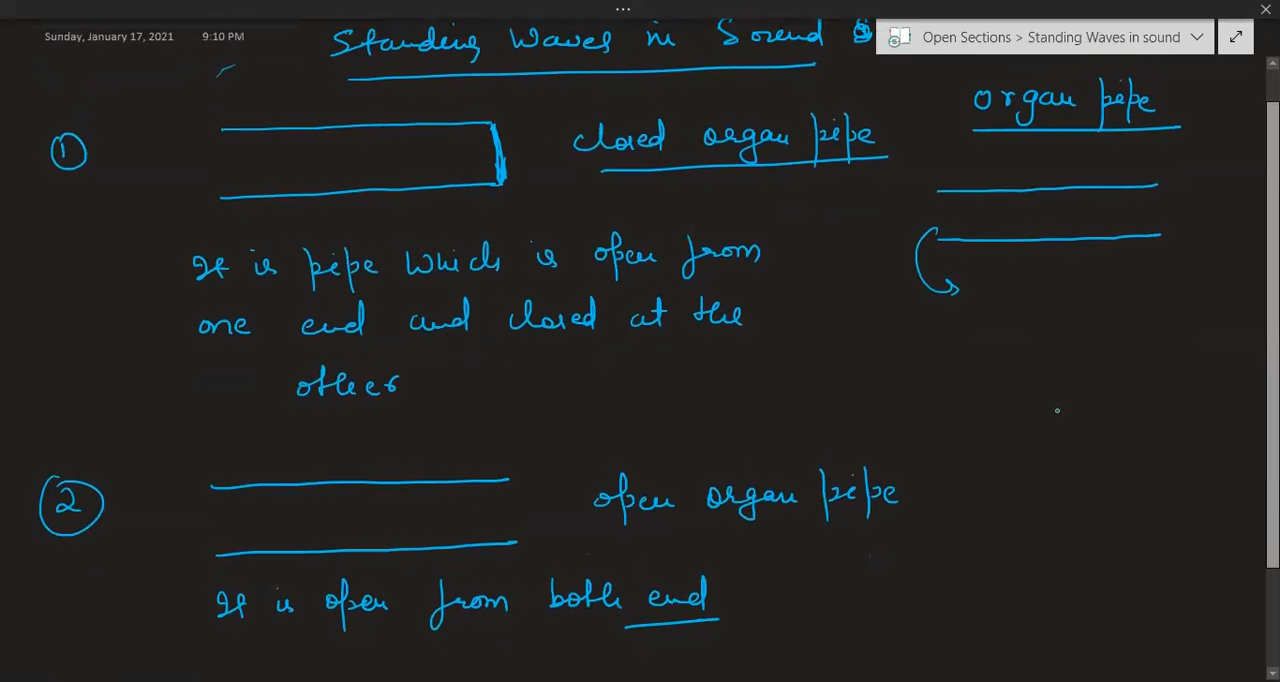 Sunday, January 17, 2021 9:10 PM
Standing Waves in Sound
Open Sections > Standing Waves in sound
organ pipe
① closed organ pipe
It is pipe which is open from
one end and closed at the
other
② open organ pipe
It is open from both end